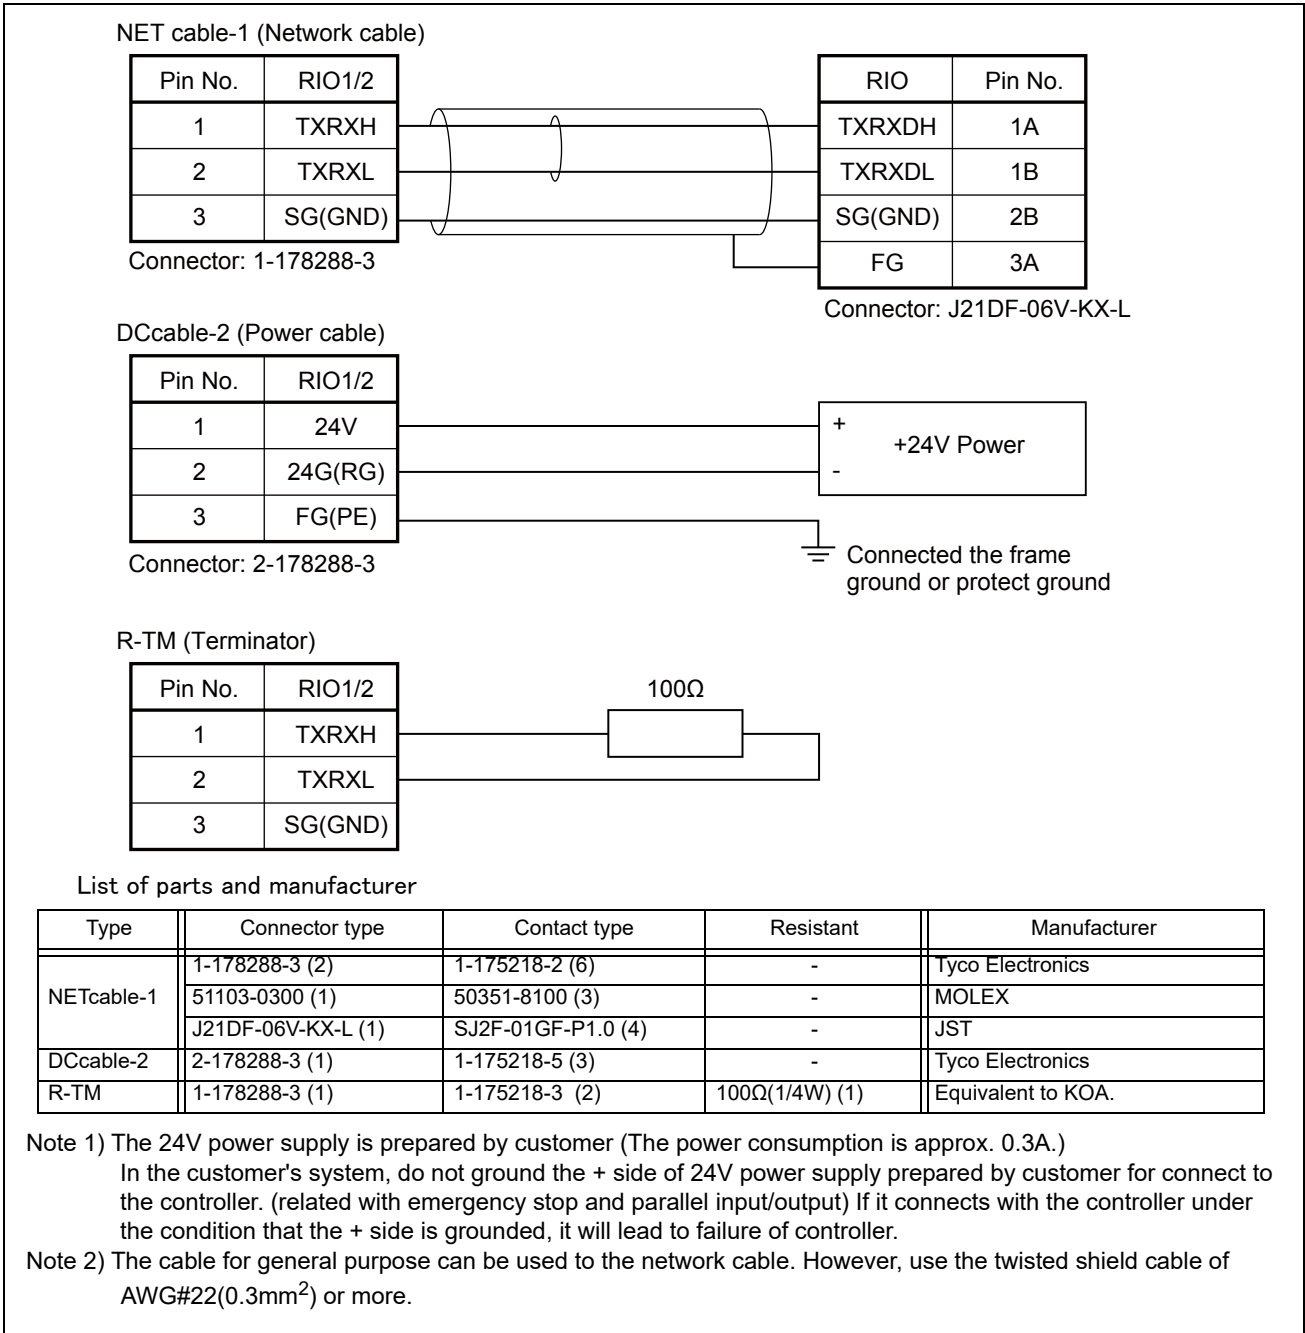 NET cable-1 (Network cable)
Pin No. RIO1/2
1 TXRXH
2 TXRXL
3 SG(GND)
Connector: 1-178288-3
RIO Pin No.
TXRXDH 1A
TXRXDL 1B
SG(GND) 2B
FG 3A
Connector: J21DF-06V-KX-L
DCcable-2 (Power cable)
Pin No. RIO1/2
1 24V
2 24G(RG)
3 FG(PE)
Connector: 2-178288-3
+
+24V Power
-
Connected the frame
ground or protect ground
R-TM (Terminator)
Pin No. RIO1/2
1 TXRXH
2 TXRXL
3 SG(GND)
100Ω
List of parts and manufacturer
Type Connector type Contact type Resistant Manufacturer
NETcable-1 1-178288-3 (2) 1-175218-2 (6) - Tyco Electronics
51103-0300 (1) 50351-8100 (3) - MOLEX
J21DF-06V-KX-L (1) SJ2F-01GF-P1.0 (4) - JST
DCcable-2 2-178288-3 (1) 1-175218-5 (3) - Tyco Electronics
R-TM 1-178288-3 (1) 1-175218-3 (2) 100Ω(1/4W) (1) Equivalent to KOA.
Note 1) The 24V power supply is prepared by customer (The power consumption is approx. 0.3A.)
In the customer's system, do not ground the + side of 24V power supply prepared by customer for connect to
the controller. (related with emergency stop and parallel input/output) If it connects with the controller under
the condition that the + side is grounded, it will lead to failure of controller.
Note 2) The cable for general purpose can be used to the network cable. However, use the twisted shield cable of
AWG#22(0.3mm²) or more.